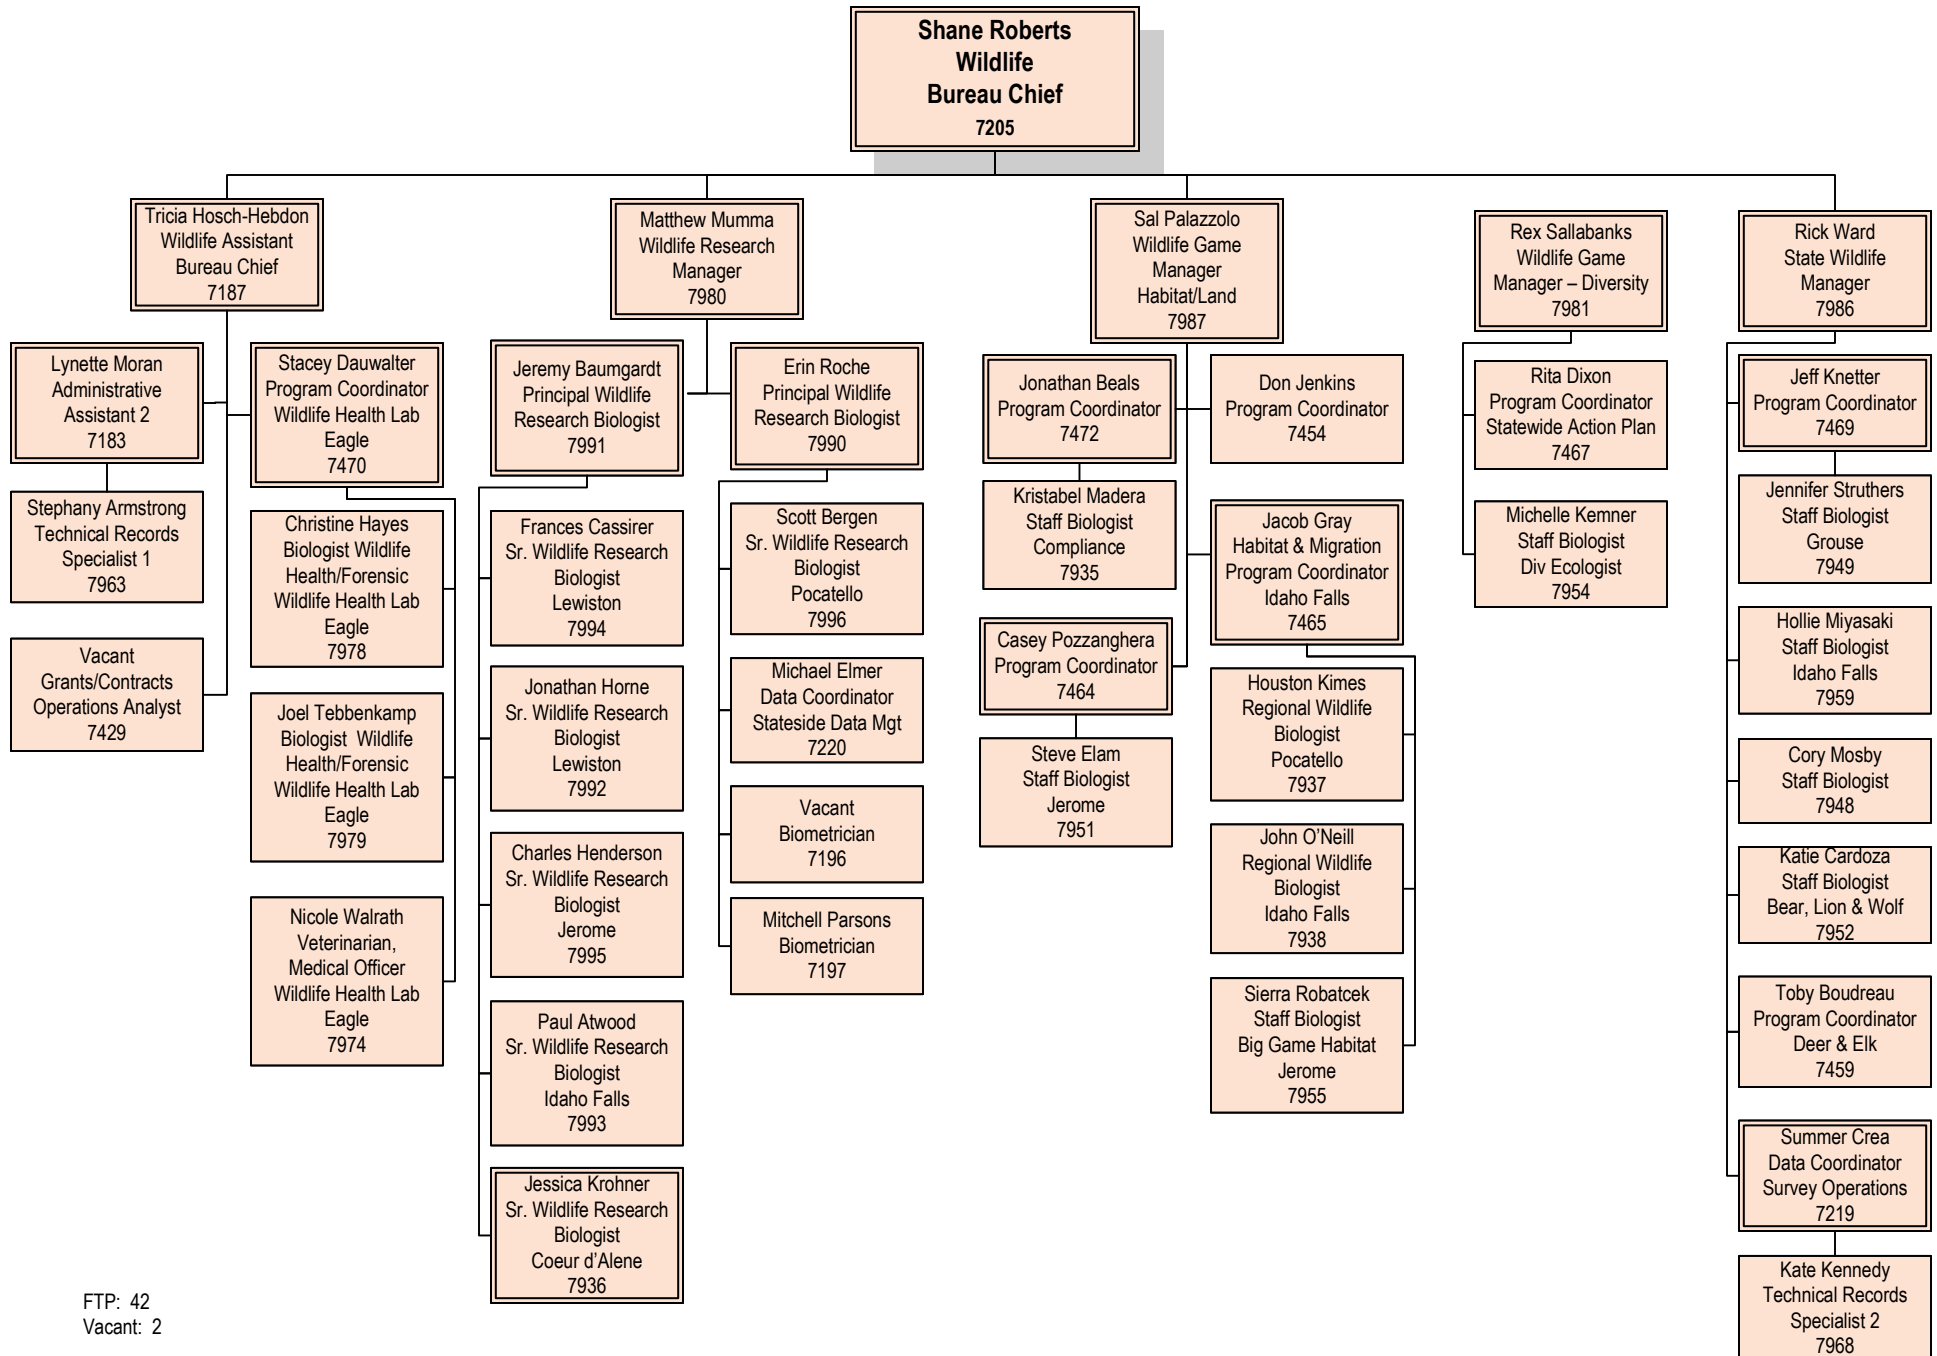 Shane Roberts
Wildlife
Bureau Chief
7205
Tricia Hosch-Hebdon
Wildlife Assistant
Bureau Chief
7187
Lynette Moran
Administrative
Assistant 2
7183
Stephany Armstrong
Technical Records
Specialist 1
7963
Vacant
Grants/Contracts
Operations Analyst
7429
Stacey Dauwalter
Program Coordinator
Wildlife Health Lab
Eagle
7470
Christine Hayes
Biologist Wildlife
Health/Forensic
Wildlife Health Lab
Eagle
7978
Joel Tebbenkamp
Biologist  Wildlife
Health/Forensic
Wildlife Health Lab
Eagle
7979
Nicole Walrath
Veterinarian,
Medical Officer
Wildlife Health Lab
Eagle
7974
Matthew Mumma
Wildlife Research
Manager
7980
Jeremy Baumgardt
Principal Wildlife
Research Biologist
7991
Frances Cassirer
Sr. Wildlife Research
Biologist
Lewiston
7994
Jonathan Horne
Sr. Wildlife Research
Biologist
Lewiston
7992
Charles Henderson
Sr. Wildlife Research
Biologist
Jerome
7995
Paul Atwood
Sr. Wildlife Research
Biologist
Idaho Falls
7993
Jessica Krohner
Sr. Wildlife Research
Biologist
Coeur d’Alene
7936
Erin Roche
Principal Wildlife
Research Biologist
7990
Scott Bergen
Sr. Wildlife Research
Biologist
Pocatello
7996
Michael Elmer
Data Coordinator
Stateside Data Mgt
7220
Vacant
Biometrician
7196
Mitchell Parsons
Biometrician
7197
Sal Palazzolo
Wildlife Game
Manager
Habitat/Land
7987
Jonathan Beals
Program Coordinator
7472
Kristabel Madera
Staff Biologist
Compliance
7935
Casey Pozzanghera
Program Coordinator
7464
Steve Elam
Staff Biologist
Jerome
7951
Don Jenkins
Program Coordinator
7454
Jacob Gray
Habitat & Migration
Program Coordinator
Idaho Falls
7465
Houston Kimes
Regional Wildlife
Biologist
Pocatello
7937
John O’Neill
Regional Wildlife
Biologist
Idaho Falls
7938
Sierra Robatcek
Staff Biologist
Big Game Habitat
Jerome
7955
Rex Sallabanks
Wildlife Game
Manager – Diversity
7981
Rita Dixon
Program Coordinator
Statewide Action Plan
7467
Michelle Kemner
Staff Biologist
Div Ecologist
7954
Rick Ward
State Wildlife
Manager
7986
Jeff Knetter
Program Coordinator
7469
Jennifer Struthers
Staff Biologist
Grouse
7949
Hollie Miyasaki
Staff Biologist
Idaho Falls
7959
Cory Mosby
Staff Biologist
7948
Katie Cardoza
Staff Biologist
Bear, Lion & Wolf
7952
Toby Boudreau
Program Coordinator
Deer & Elk
7459
Summer Crea
Data Coordinator
Survey Operations
7219
Kate Kennedy
Technical Records
Specialist 2
7968
FTP:  42
Vacant:  2